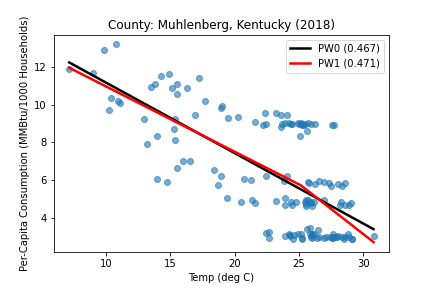 County: Muhlenberg, Kentucky (2018)
PW0 (0.467)
PW1 (0.471)
Per-Capita Consumption (MMBtu/1000 Households)
12
10
8
6
4
10
15
20
25
30
Temp (deg C)